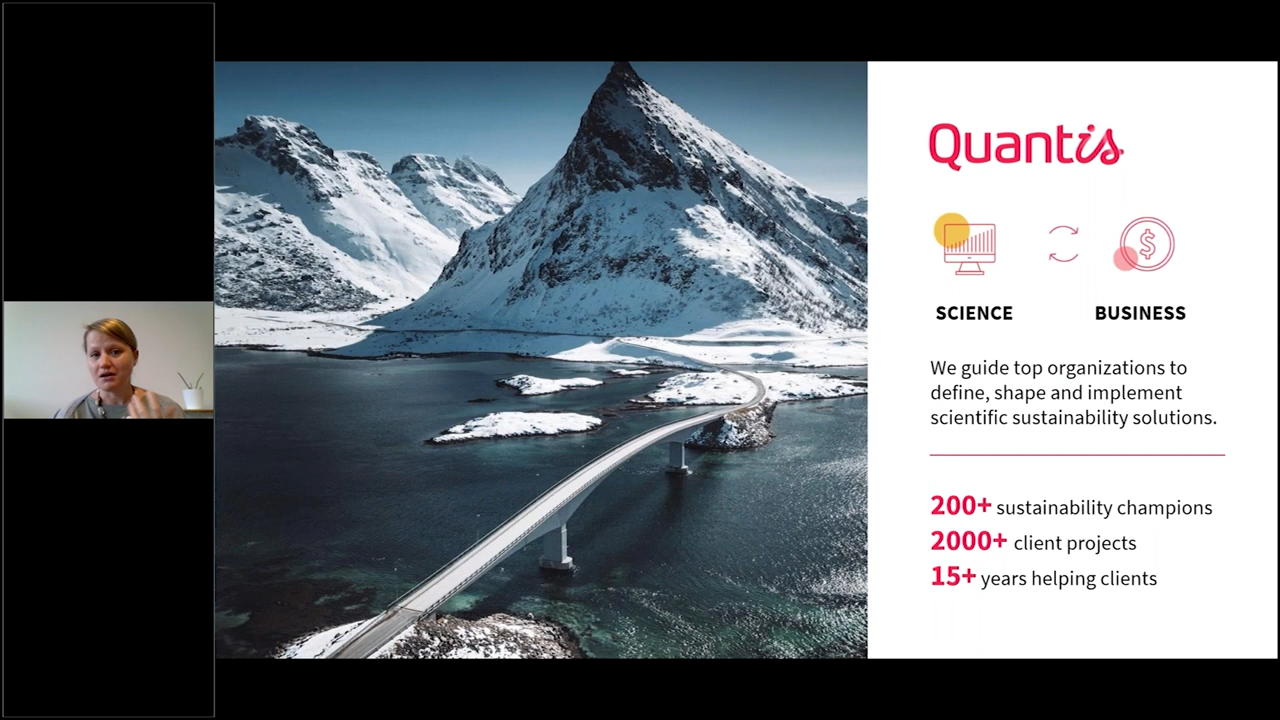 Quantis
SCIENCE
BUSINESS
We guide top organizations to
define, shape and implement
scientific sustainability solutions.
200+ sustainability champions
2000+ client projects
15+ years helping clients